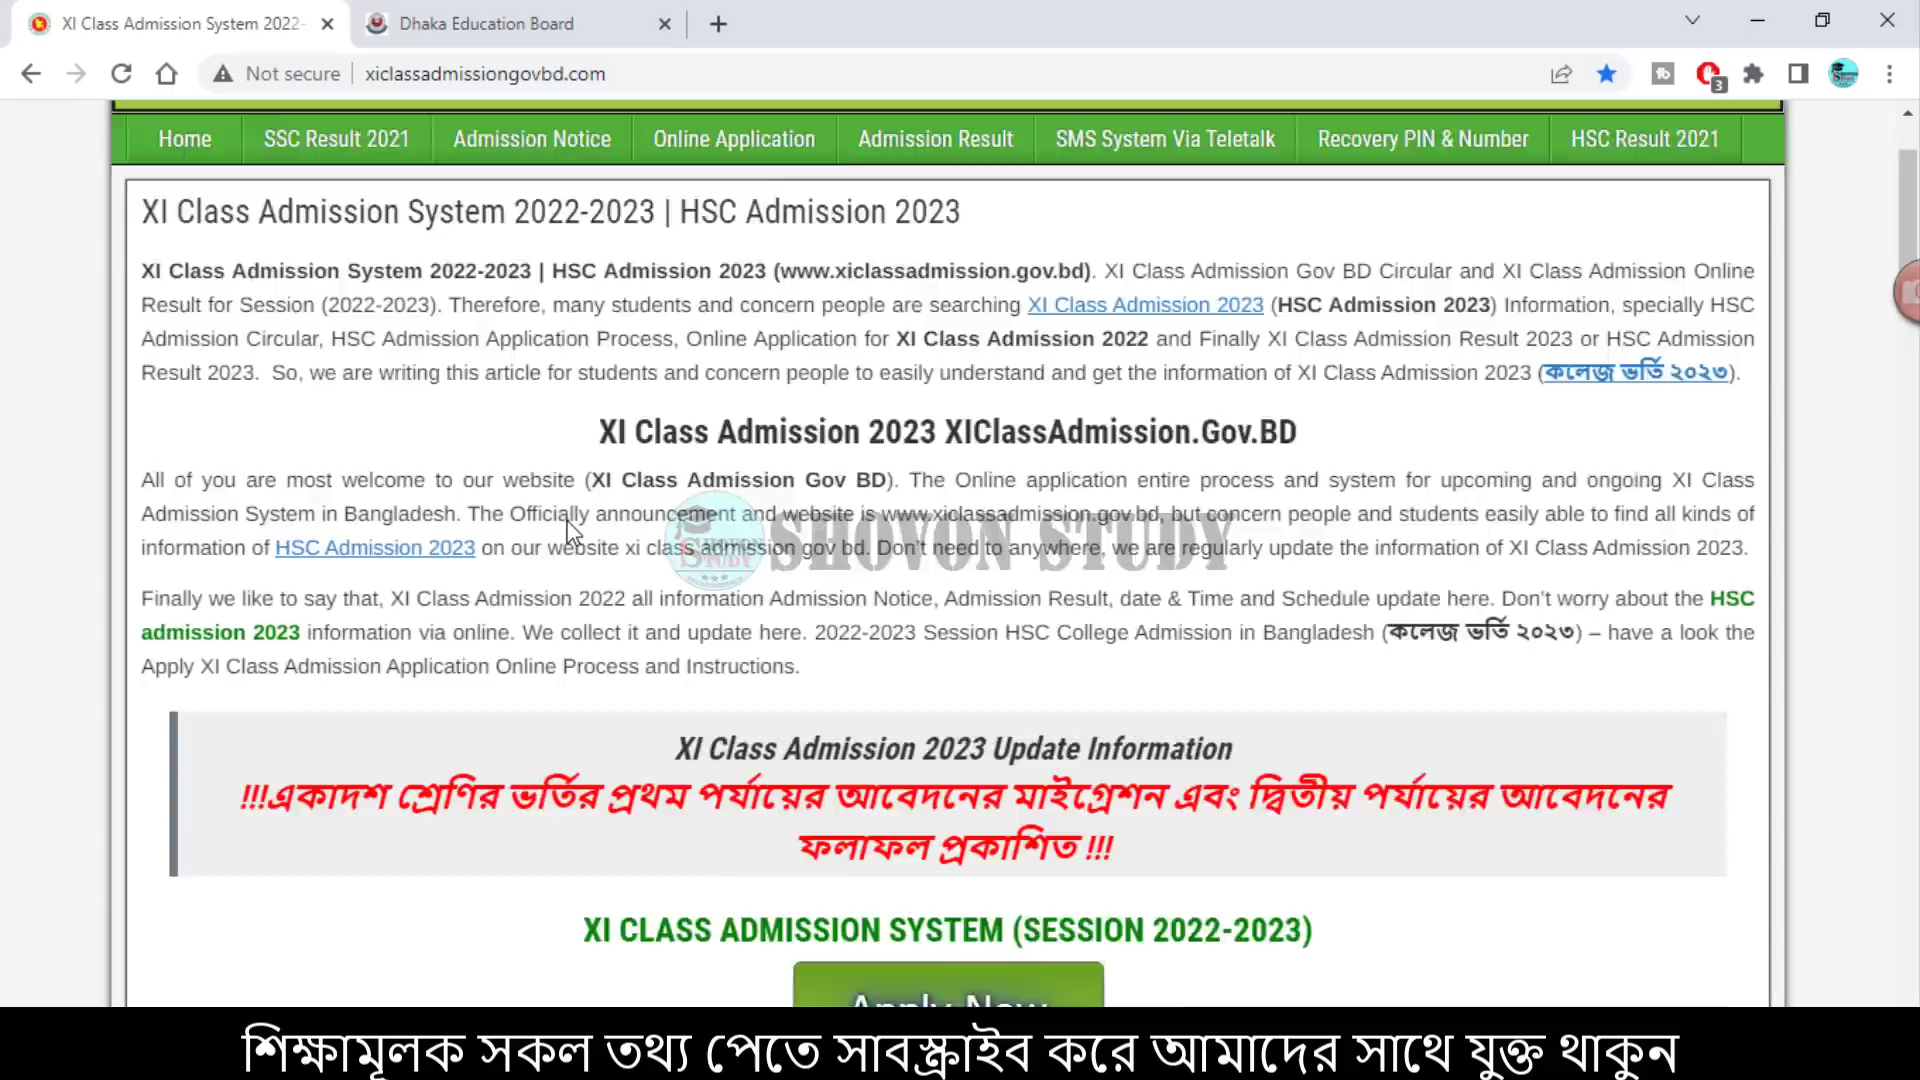 XI Class Admission System 2022-
Dhaka Education Board
Not secure
xiclassadmissiongovbd.com
3
Home
SSC Result 2021
Admission Notice
Online Application
Admission Result
SMS System Via Teletalk
Recovery PIN & Number
HSC Result 2021
XI Class Admission System 2022-2023 | HSC Admission 2023
XI Class Admission System 2022-2023 | HSC Admission 2023 (www.xiclassadmission.gov.bd). XI Class Admission Gov BD Circular and XI Class Admission Online
Result for Session (2022-2023). Therefore, many students and concern people are searching XI Class Admission 2023 (HSC Admission 2023) Information, specially HSC
Admission Circular, HSC Admission Application Process, Online Application for XI Class Admission 2022 and Finally XI Class Admission Result 2023 or HSC Admission
Result 2023. So, we are writing this article for students and concern people to easily understand and get the information of XI Class Admission 2023 (কলেজ ভর্তি ২০২৩).
XI Class Admission 2023 XIClassAdmission.Gov.BD
All of you are most welcome to our website (XI Class Admission Gov BD). The Online application entire process and system for upcoming and ongoing XI Class
Admission System in Bangladesh. The Officially announcement and website is www.xiclassadmission.gov.bd, but concern people and students easily able to find all kinds of
information of HSC Admission 2023 on our website xi class admission gov bd. Don't need to anywhere, we are regularly update the information of XI Class Admission 2023.
SHOVON STUDY
Finally we like to say that, XI Class Admission 2022 all information Admission Notice, Admission Result, date & Time and Schedule update here. Don't worry about the HSC
admission 2023 information via online. We collect it and update here. 2022-2023 Session HSC College Admission in Bangladesh (কলেজ ভর্তি ২০২৩) – have a look the
Apply XI Class Admission Application Online Process and Instructions.
XI Class Admission 2023 Update Information
!!!একাদশ শ্রেণির ভর্তির প্রথম পর্যায়ের আবেদনের মাইগ্রেশন এবং দ্বিতীয় পর্যায়ের আবেদনের
ফলাফল প্রকাশিত !!!
XI CLASS ADMISSION SYSTEM (SESSION 2022-2023)
Apply Now
শিক্ষামূলক সকল তথ্য পেতে সাবস্ক্রাইব করে আমাদের সাথে যুক্ত থাকুন